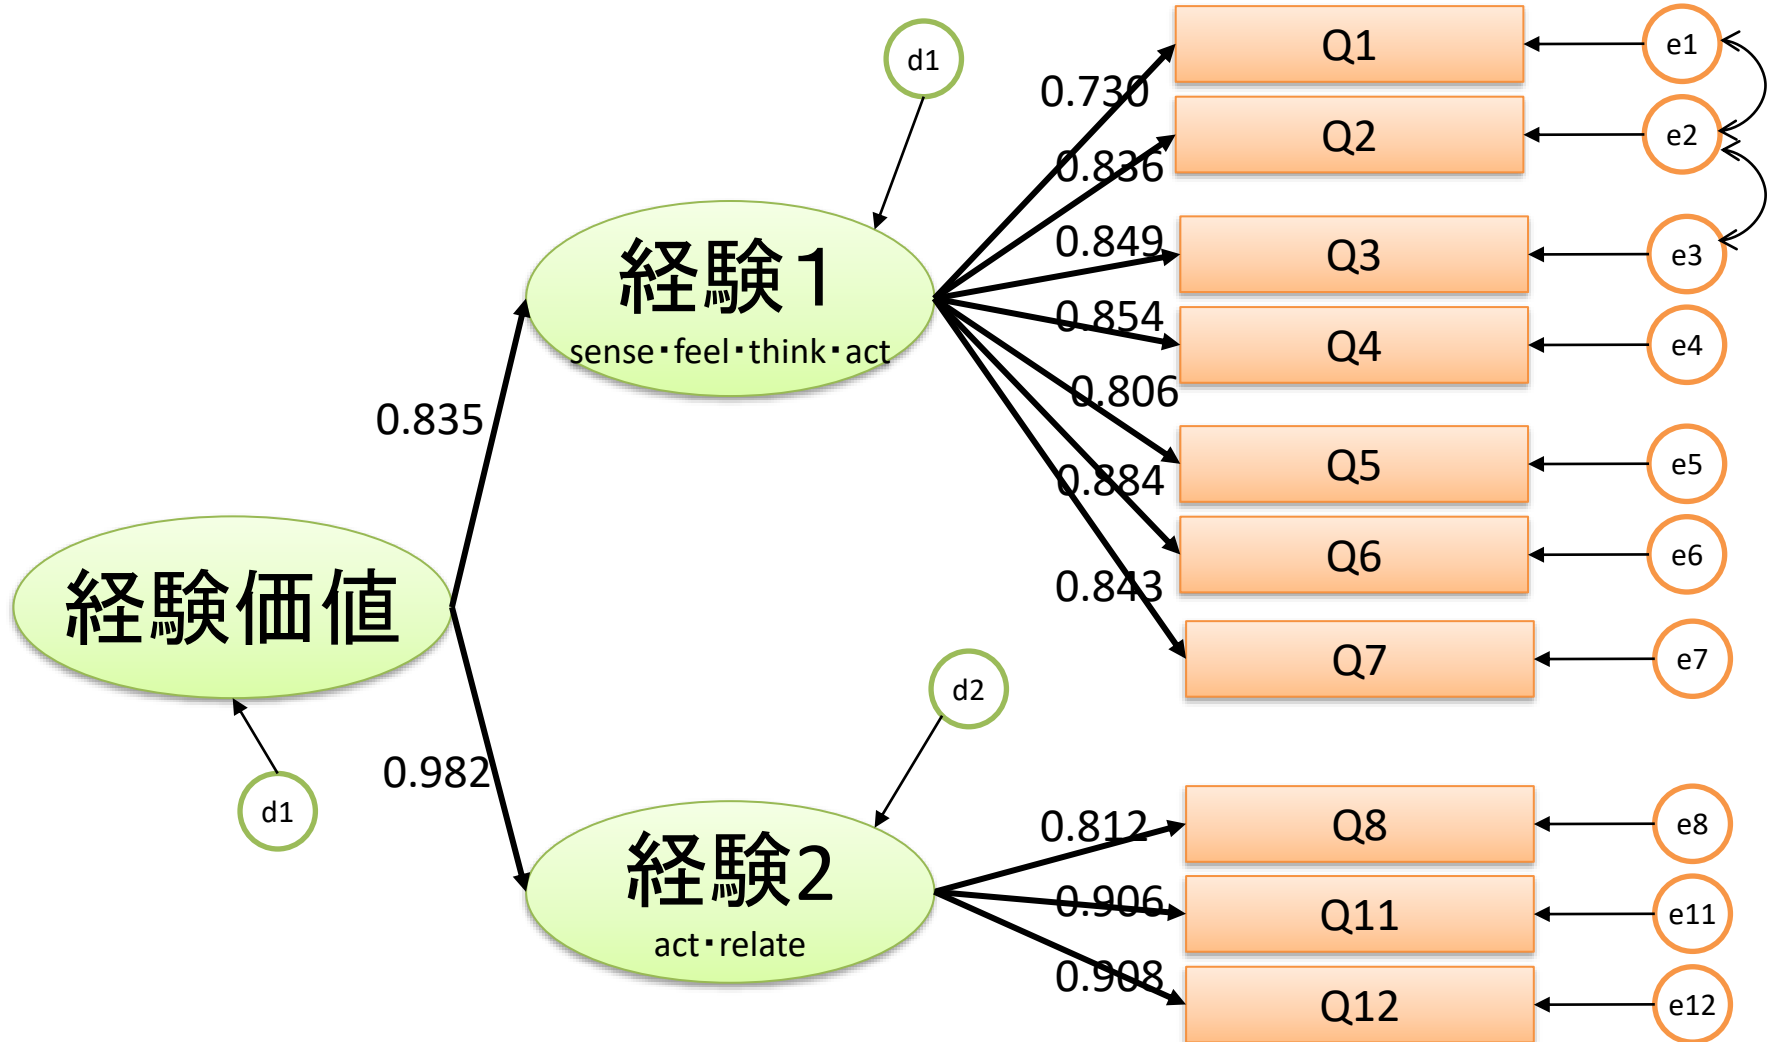 d1
Q1
e1
0.730
Q2
e2
0.836
経験1
sense・feel・think・act
0.849
Q3
e3
0.854
Q4
e4
0.806
0.835
Q5
e5
0.884
Q6
e6
0.843
経験価値
Q7
e7
d2
0.982
d1
0.812
Q8
e8
経験2
act・relate
0.906
Q11
e11
0.908
Q12
e12